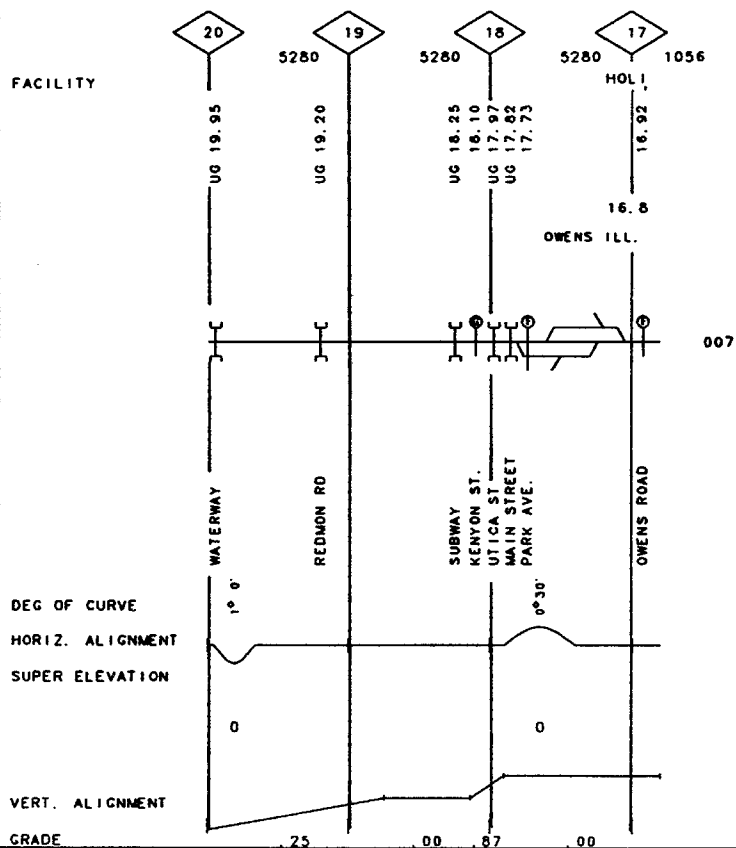 20 19 18 17
5280 5280 5280 1056
FACILITY
HOLI
UG 19.95
UG 19.20
UG 18.25
18.10
UG 17.97
UG 17.82
17.73
16.92
16.8
OWENS ILL.
007
WATERWAY
REDMON RD
SUBWAY
KENYON ST.
UTICA ST
MAIN STREET
PARK AVE.
OWENS ROAD
DEG OF CURVE
1° 0'
0°30'
HORIZ. ALIGNMENT
SUPER ELEVATION
0 0
VERT. ALIGNMENT
GRADE .25 .00 .87 .00